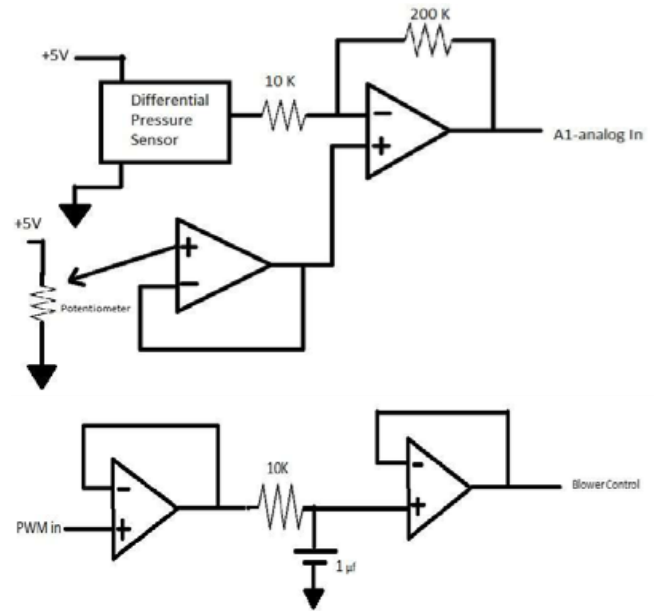 200 K
+5V
10 K
Differential
Pressure
Sensor
−
+
A1-analog In
+5V
+
−
Potentiometer
−
+
PWM in
10K
1 µf
-
+
Blower Control